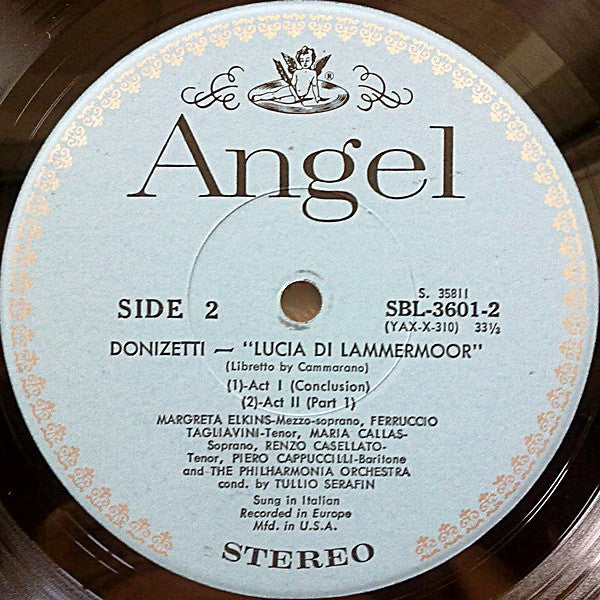 ®
Angel
SIDE 2
S. 35811
SBL-3601-2
(YAX-X-310) 33⅓
DONIZETTI — "LUCIA DI LAMMERMOOR"
(Libretto by Cammarano)
(1)-Act I (Conclusion)
(2)-Act II (Part 1)
MARGRETA ELKINS-Mezzo-soprano, FERRUCCIO
TAGLIAVINI-Tenor, MARIA CALLAS-
Soprano, RENZO CASELLATO-
Tenor, PIERO CAPPUCCILLI-Baritone
and THE PHILHARMONIA ORCHESTRA
cond. by TULLIO SERAFIN
Sung in Italian
Recorded in Europe
Mfd. in U.S.A.
STEREO